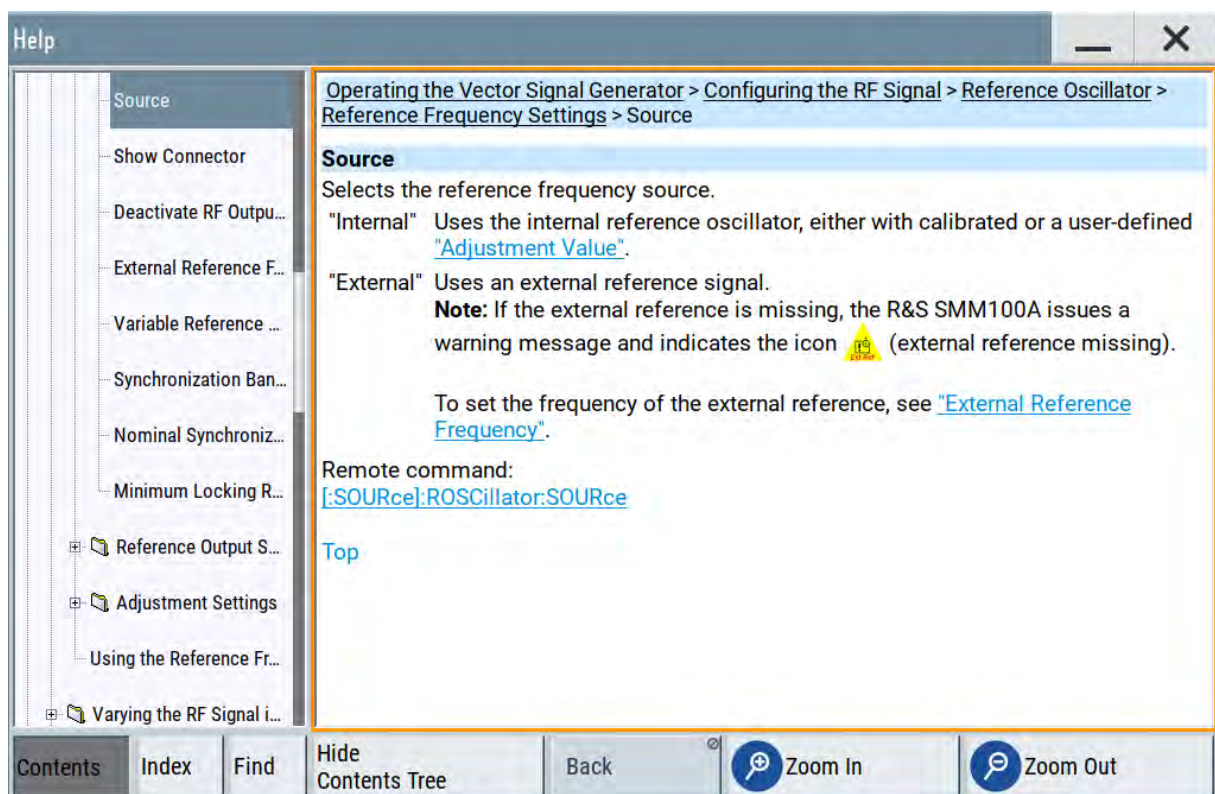 Help
Source
Show Connector
Deactivate RF Outpu...
External Reference F...
Variable Reference ...
Synchronization Ban...
Nominal Synchroniz...
Minimum Locking R...
Reference Output S...
Adjustment Settings
Using the Reference Fr...
Varying the RF Signal i...
Operating the Vector Signal Generator > Configuring the RF Signal > Reference Oscillator >
Reference Frequency Settings > Source
Source
Selects the reference frequency source.
"Internal" Uses the internal reference oscillator, either with calibrated or a user-defined
"Adjustment Value".
"External" Uses an external reference signal.
Note: If the external reference is missing, the R&S SMM100A issues a
warning message and indicates the icon Ext Ref (external reference missing).
To set the frequency of the external reference, see "External Reference
Frequency".
Remote command:
[:SOURce]:ROSCillator:SOURce
Top
Contents Index Find Hide Back Zoom In Zoom Out
Contents Tree